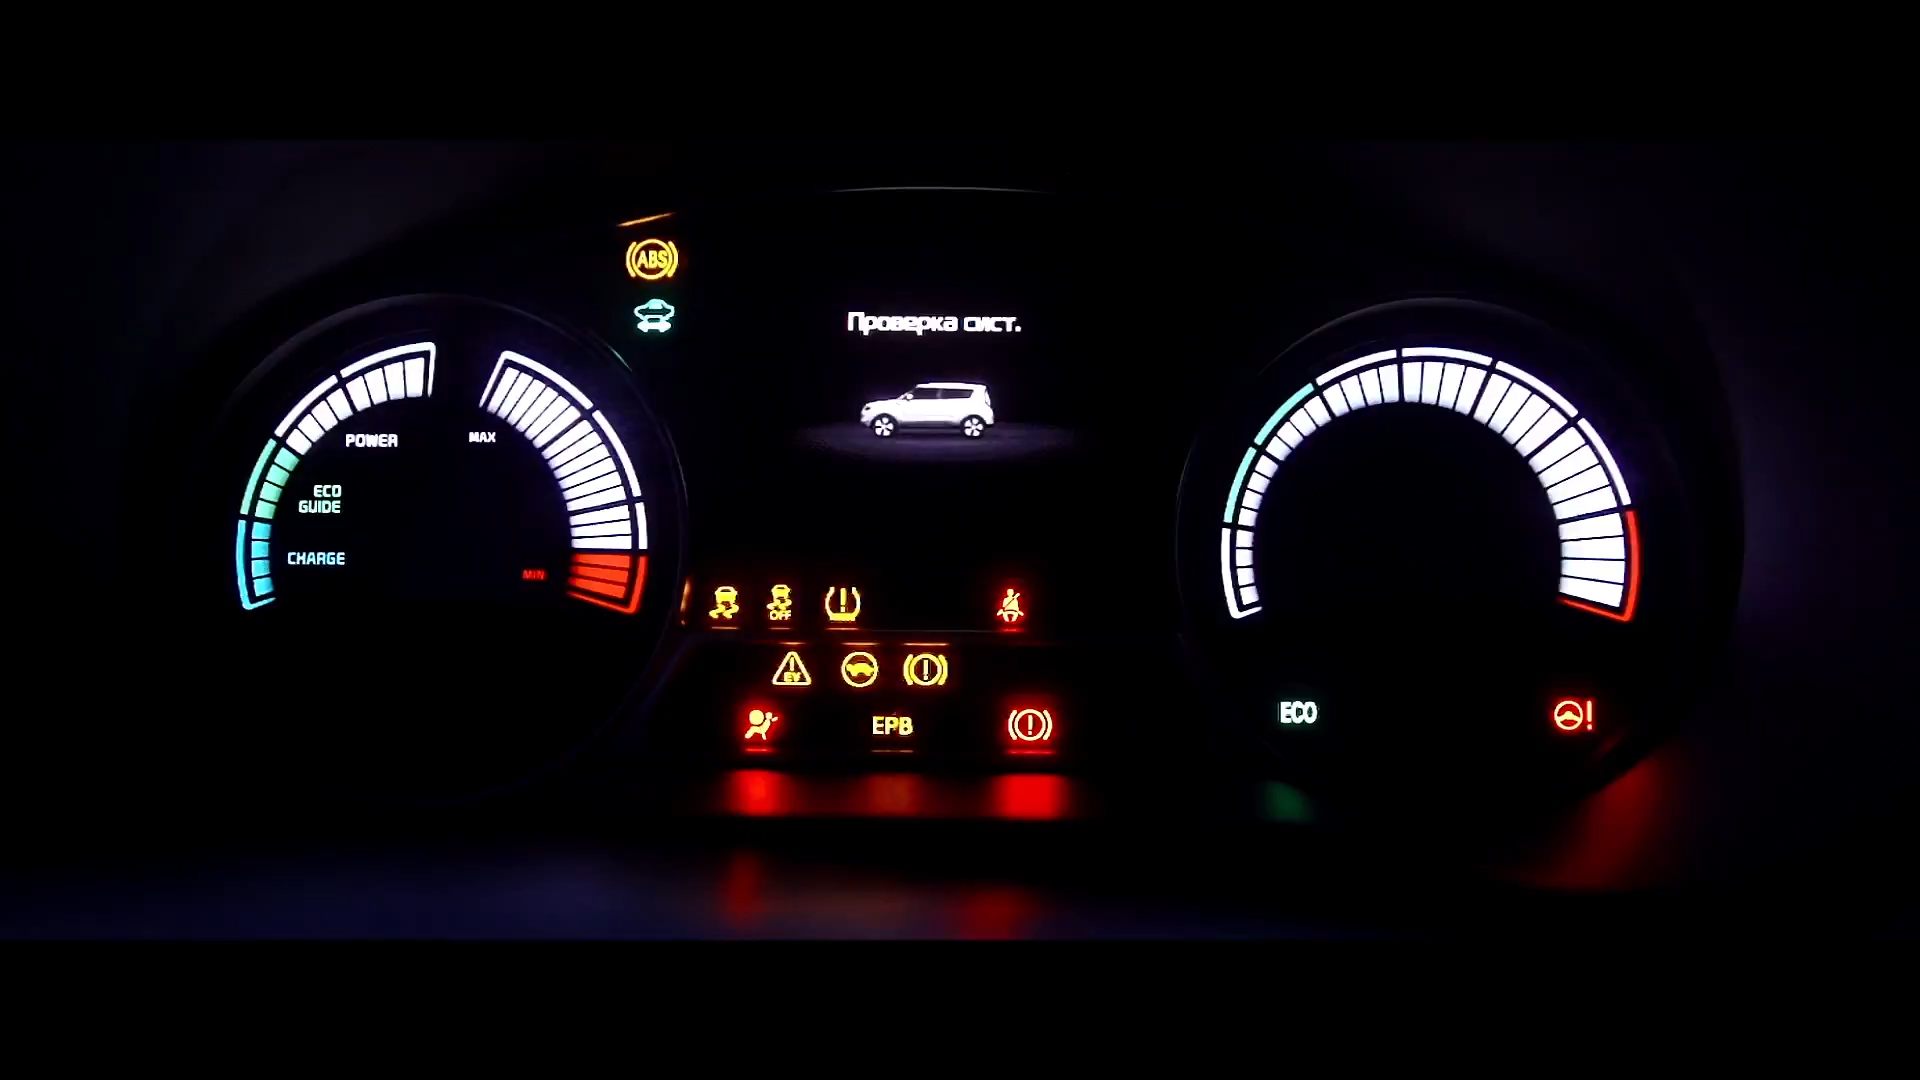 ABS
Проверка сист.
POWER
MAX
ECO
GUIDE
CHARGE
MIN
OFF
EV
EPB
ECO